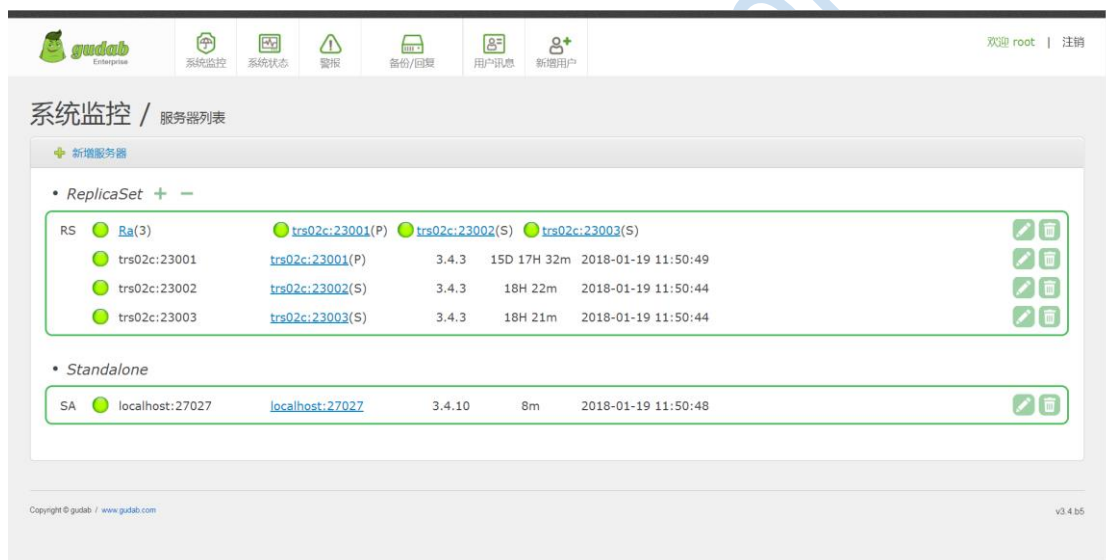 gudab
Enterprise
系统监控
系统状态
警报
备份/回复
用户讯息
新增用户
欢迎 root | 注销
系统监控 / 服务器列表
新增服务器
• ReplicaSet + −
RS Ra(3) trs02c:23001(P) trs02c:23002(S) trs02c:23003(S)
trs02c:23001 trs02c:23001(P) 3.4.3 15D 17H 32m 2018-01-19 11:50:49
trs02c:23002 trs02c:23002(S) 3.4.3 18H 22m 2018-01-19 11:50:44
trs02c:23003 trs02c:23003(S) 3.4.3 18H 21m 2018-01-19 11:50:44
• Standalone
SA localhost:27027 localhost:27027 3.4.10 8m 2018-01-19 11:50:48
Copyright © gudab / www.gudab.com
v3.4.b5